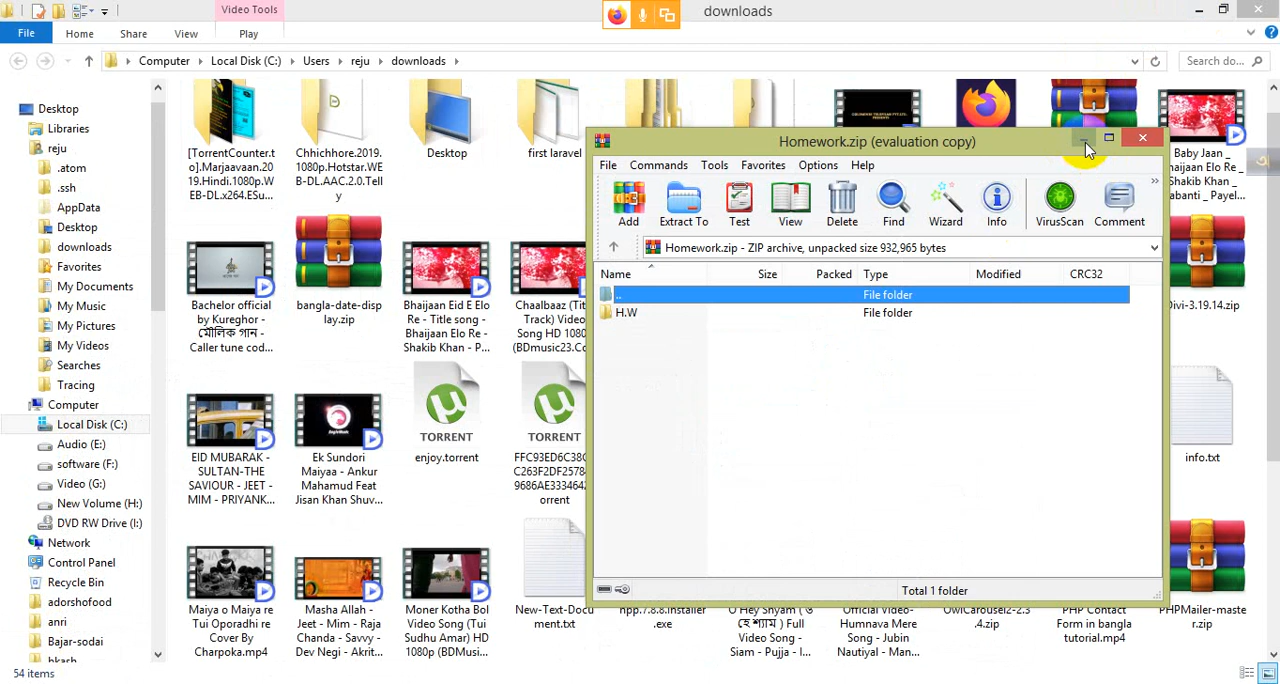 Video Tools
downloads
File
Home
Share
View
Play
Computer
Local Disk (C:)
Users
reju
downloads
Search do...
Desktop
Libraries
reju
.atom
.ssh
AppData
Desktop
downloads
Favorites
My Documents
My Music
My Pictures
My Videos
Searches
Tracing
Computer
Local Disk (C:)
Audio (E:)
software (F:)
Video (G:)
New Volume (H:)
DVD RW Drive (I:)
Network
Control Panel
Recycle Bin
adorshofood
anri
Bajar-sodai
bkash
54 items
[TorrentCounter.t
o].Marjaavaan.20
19.Hindi.1080p.W
EB-DL.x264.ESu...
Chhichhore.2019.
1080p.Hotstar.WE
B-DL.AAC.2.0.Tell
y
Desktop
first laravel
Baby Jaan _
Shakib Khan _
Payel...
Bachelor official
by Kureghor -
মৌলিক গান -
Caller tune cod...
bangla-date-disp
lay.zip
Bhaijaan Eid E Elo
Re - Title song -
Bhaijaan Elo Re -
Shakib Khan - P...
Chaalbaaz (Tit
Track) Video
Song HD 1080
(BDmusic23.Co
Divi-3.19.14.zip
EID MUBARAK -
SULTAN-THE
SAVIOUR - JEET -
MIM - PRIYANK...
Ek Sundori
Maiyaa - Ankur
Mahamud Feat
Jisan Khan Shuv...
TORRENT
enjoy.torrent
TORRENT
FFC93ED6C38C
C263F2DF2578
9686AE333464
orrent
info.txt
Maiya o Maiya re
Tui Oporadhi re
Cover By
Charpoka.mp4
Masha Allah -
Jeet - Mim - Raja
Chanda - Savvy -
Dev Negi - Akrit...
Moner Kotha Bol
Video Song (Tui
Sudhu Amar) HD
1080p (BDMusi...
New-Text-Docu
ment.txt
npp.7.8.8.Installer
.exe
O Hey Shyam ( ও
হে শ্যাম ) Full
Video Song -
Siam - Pujja - I...
Official Video-
Humnava Mere
Song - Jubin
Nautiyal - Man...
OwlCarousel2-2.3
.4.zip
PHP Contact
Form in bangla
tutorial.mp4
PHPMailer-maste
r.zip
Homework.zip (evaluation copy)
File
Commands
Tools
Favorites
Options
Help
Add
Extract To
Test
View
Delete
Find
Wizard
Info
VirusScan
Comment
Homework.zip - ZIP archive, unpacked size 932,965 bytes
Name
Size
Packed
Type
Modified
CRC32
..
File folder
H.W
File folder
Total 1 folder